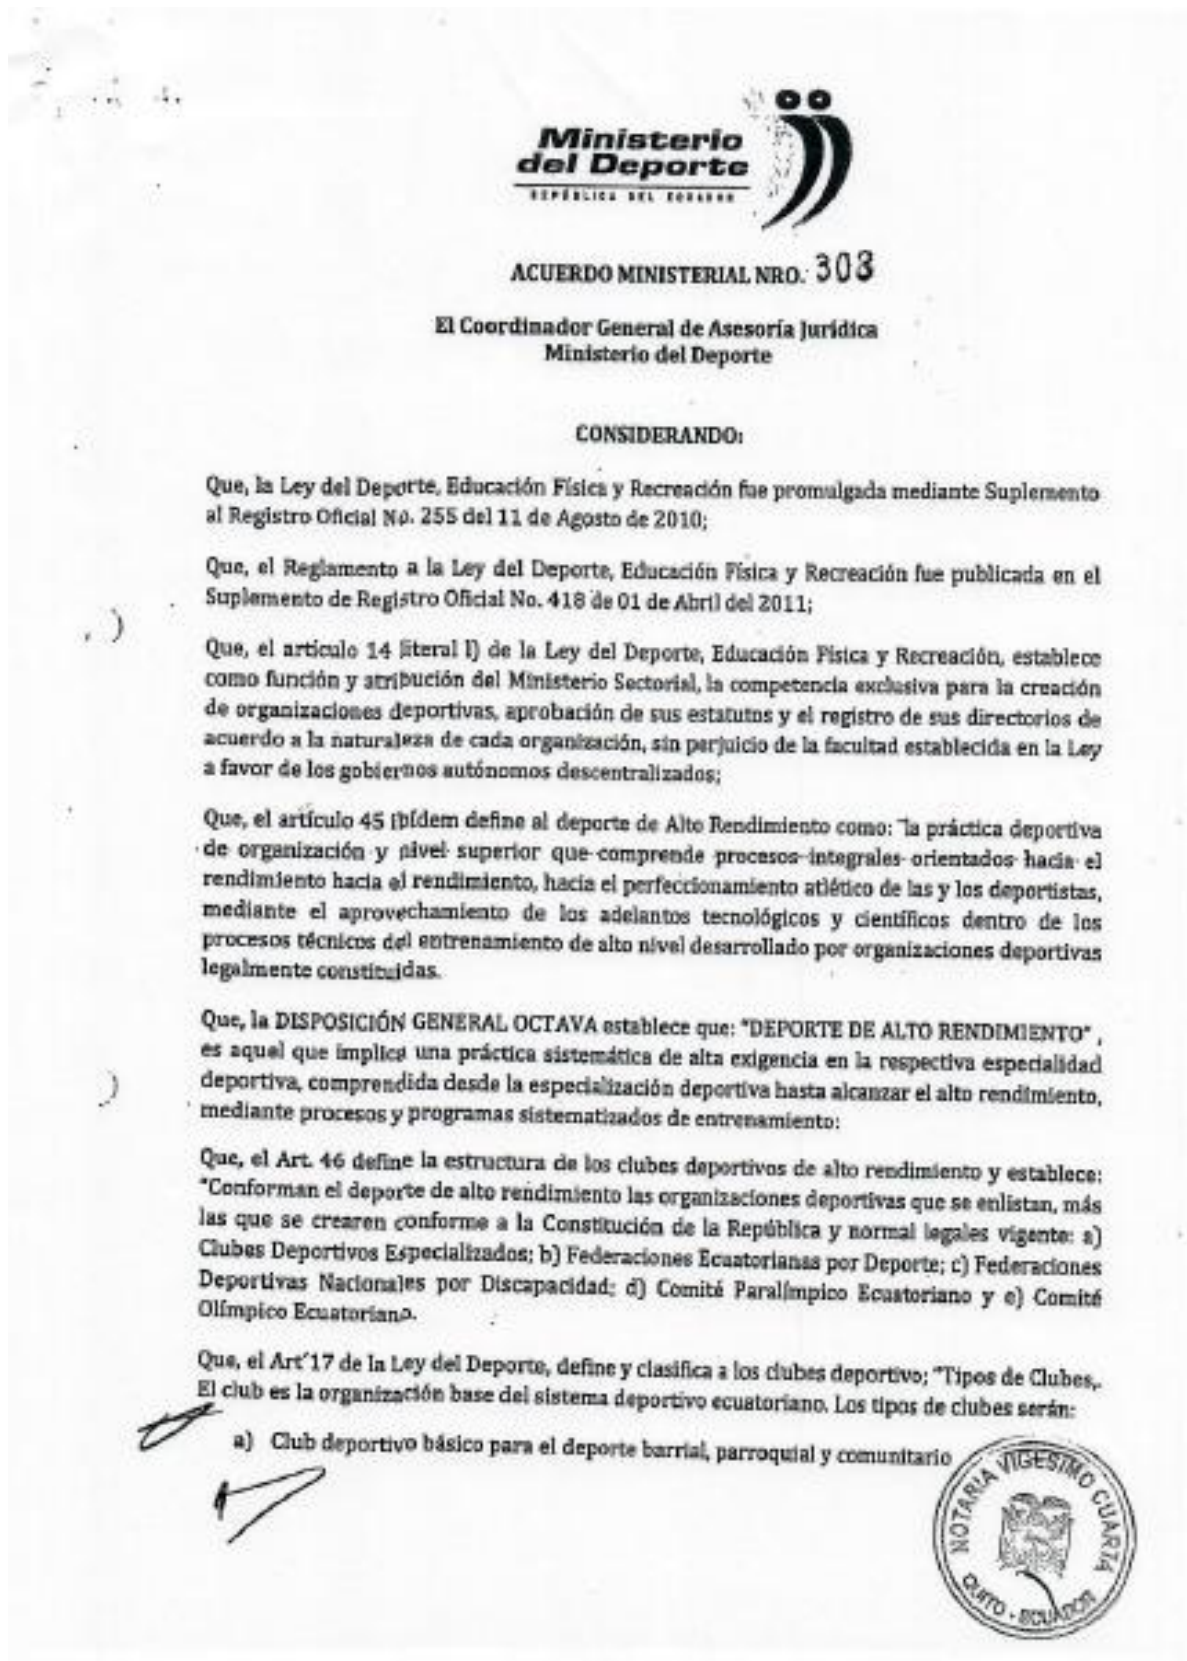 Ministerio
del Deporte
REPÚBLICA DEL ECUADOR
ACUERDO MINISTERIAL NRO. 308
El Coordinador General de Asesoría Jurídica
Ministerio del Deporte
CONSIDERANDO:
Que, la Ley del Deporte, Educación Física y Recreación fue promulgada mediante Suplemento
al Registro Oficial No. 255 del 11 de Agosto de 2010;
Que, el Reglamento a la Ley del Deporte, Educación Física y Recreación fue publicada en el
Suplemento de Registro Oficial No. 418 de 01 de Abril del 2011;
Que, el artículo 14 literal l) de la Ley del Deporte, Educación Física y Recreación, establece
como función y atribución del Ministerio Sectorial, la competencia exclusiva para la creación
de organizaciones deportivas, aprobación de sus estatutos y el registro de sus directorios de
acuerdo a la naturaleza de cada organización, sin perjuicio de la facultad establecida en la Ley
a favor de los gobiernos autónomos descentralizados;
Que, el artículo 45 Ibídem define al deporte de Alto Rendimiento como: "la práctica deportiva
de organización y nivel superior que comprende procesos integrales orientados hacia el
rendimiento hacia el rendimiento, hacia el perfeccionamiento atlético de las y los deportistas,
mediante el aprovechamiento de los adelantos tecnológicos y científicos dentro de los
procesos técnicos del entrenamiento de alto nivel desarrollado por organizaciones deportivas
legalmente constituidas.
Que, la DISPOSICIÓN GENERAL OCTAVA establece que: "DEPORTE DE ALTO RENDIMIENTO",
es aquel que implica una práctica sistemática de alta exigencia en la respectiva especialidad
deportiva, comprendida desde la especialización deportiva hasta alcanzar el alto rendimiento,
mediante procesos y programas sistematizados de entrenamiento:
Que, el Art. 46 define la estructura de los clubes deportivos de alto rendimiento y establece:
"Conforman el deporte de alto rendimiento las organizaciones deportivas que se enlistan, más
las que se crearen conforme a la Constitución de la República y normal legales vigente: a)
Clubes Deportivos Especializados; b) Federaciones Ecuatorianas por Deporte; c) Federaciones
Deportivas Nacionales por Discapacidad; d) Comité Paralímpico Ecuatoriano y e) Comité
Olímpico Ecuatoriano.
Que, el Art 17 de la Ley del Deporte, define y clasifica a los clubes deportivo; "Tipos de Clubes,.
El club es la organización base del sistema deportivo ecuatoriano. Los tipos de clubes serán:
a) Club deportivo básico para el deporte barrial, parroquial y comunitario
NOTARIA VIGESIMO CUARTA
QUITO - ECUADOR